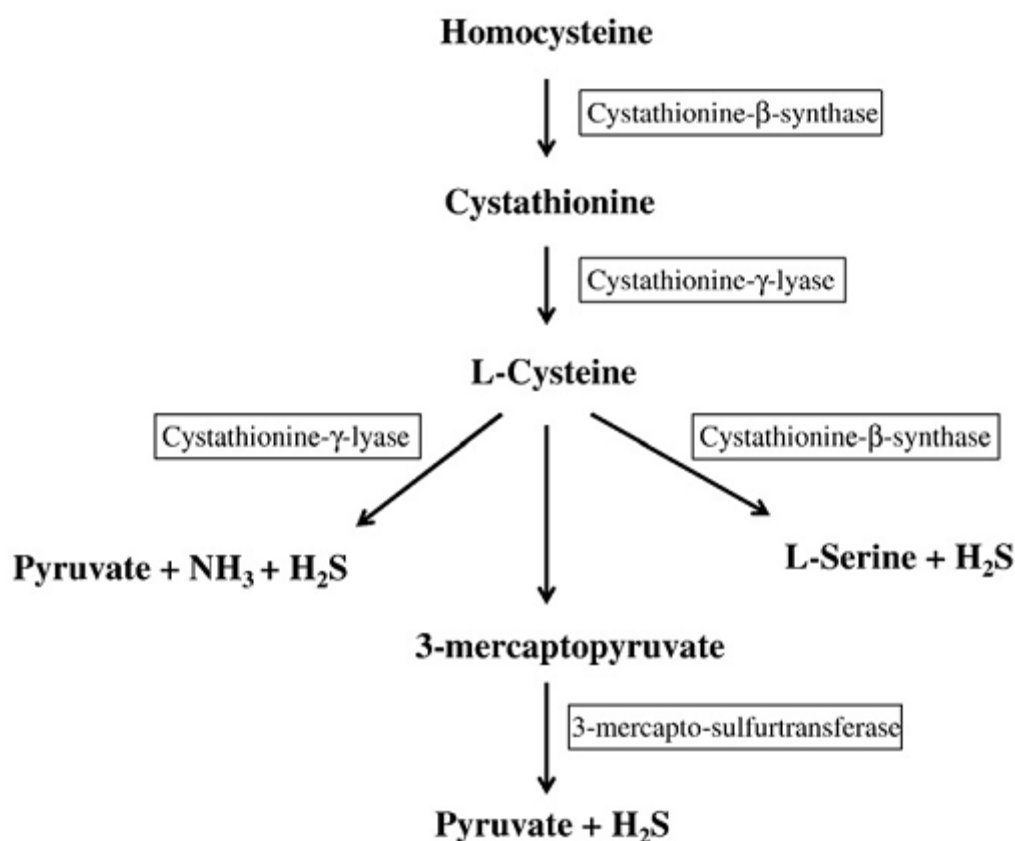 Homocysteine
Cystathionine-β-synthase
Cystathionine
Cystathionine-γ-lyase
L-Cysteine
Cystathionine-γ-lyase
Cystathionine-β-synthase
Pyruvate + NH₃ + H₂S
L-Serine + H₂S
3-mercaptopyruvate
3-mercapto-sulfurtransferase
Pyruvate + H₂S